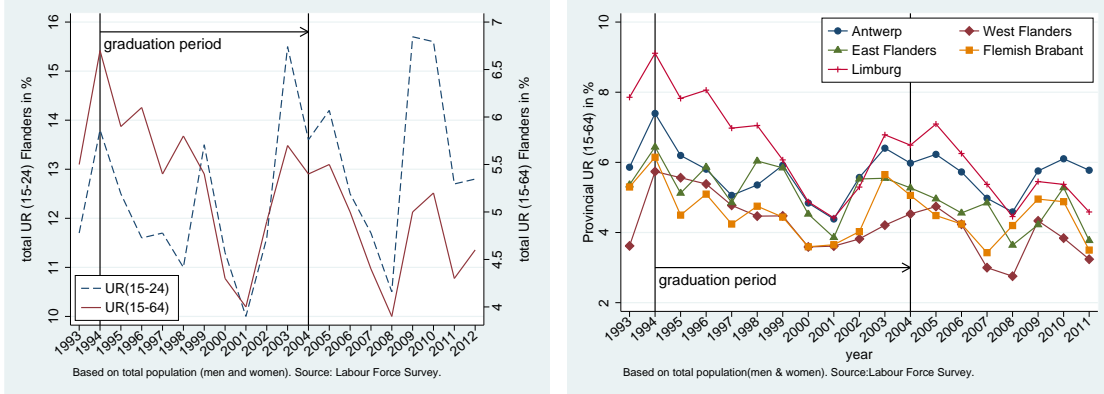 total UR (15-24) Flanders in %
16
15
14
13
12
11
10
graduation period
UR(15-24)
UR(15-64)
7
6.5
6
5.5
5
4.5
4
total UR (15-64) Flanders in %
1993 1994 1995 1996 1997 1998 1999 2000 2001 2002 2003 2004 2005 2006 2007 2008 2009 2010 2011 2012
Based on total population (men and women). Source: Labour Force Survey.
Provincial UR (15-64) in %
10
8
6
4
2
Antwerp West Flanders
East Flanders Flemish Brabant
Limburg
graduation period
1993 1994 1995 1996 1997 1998 1999 2000 2001 2002 2003 2004 2005 2006 2007 2008 2009 2010 2011
year
Based on total population(men & women). Source:Labour Force Survey.